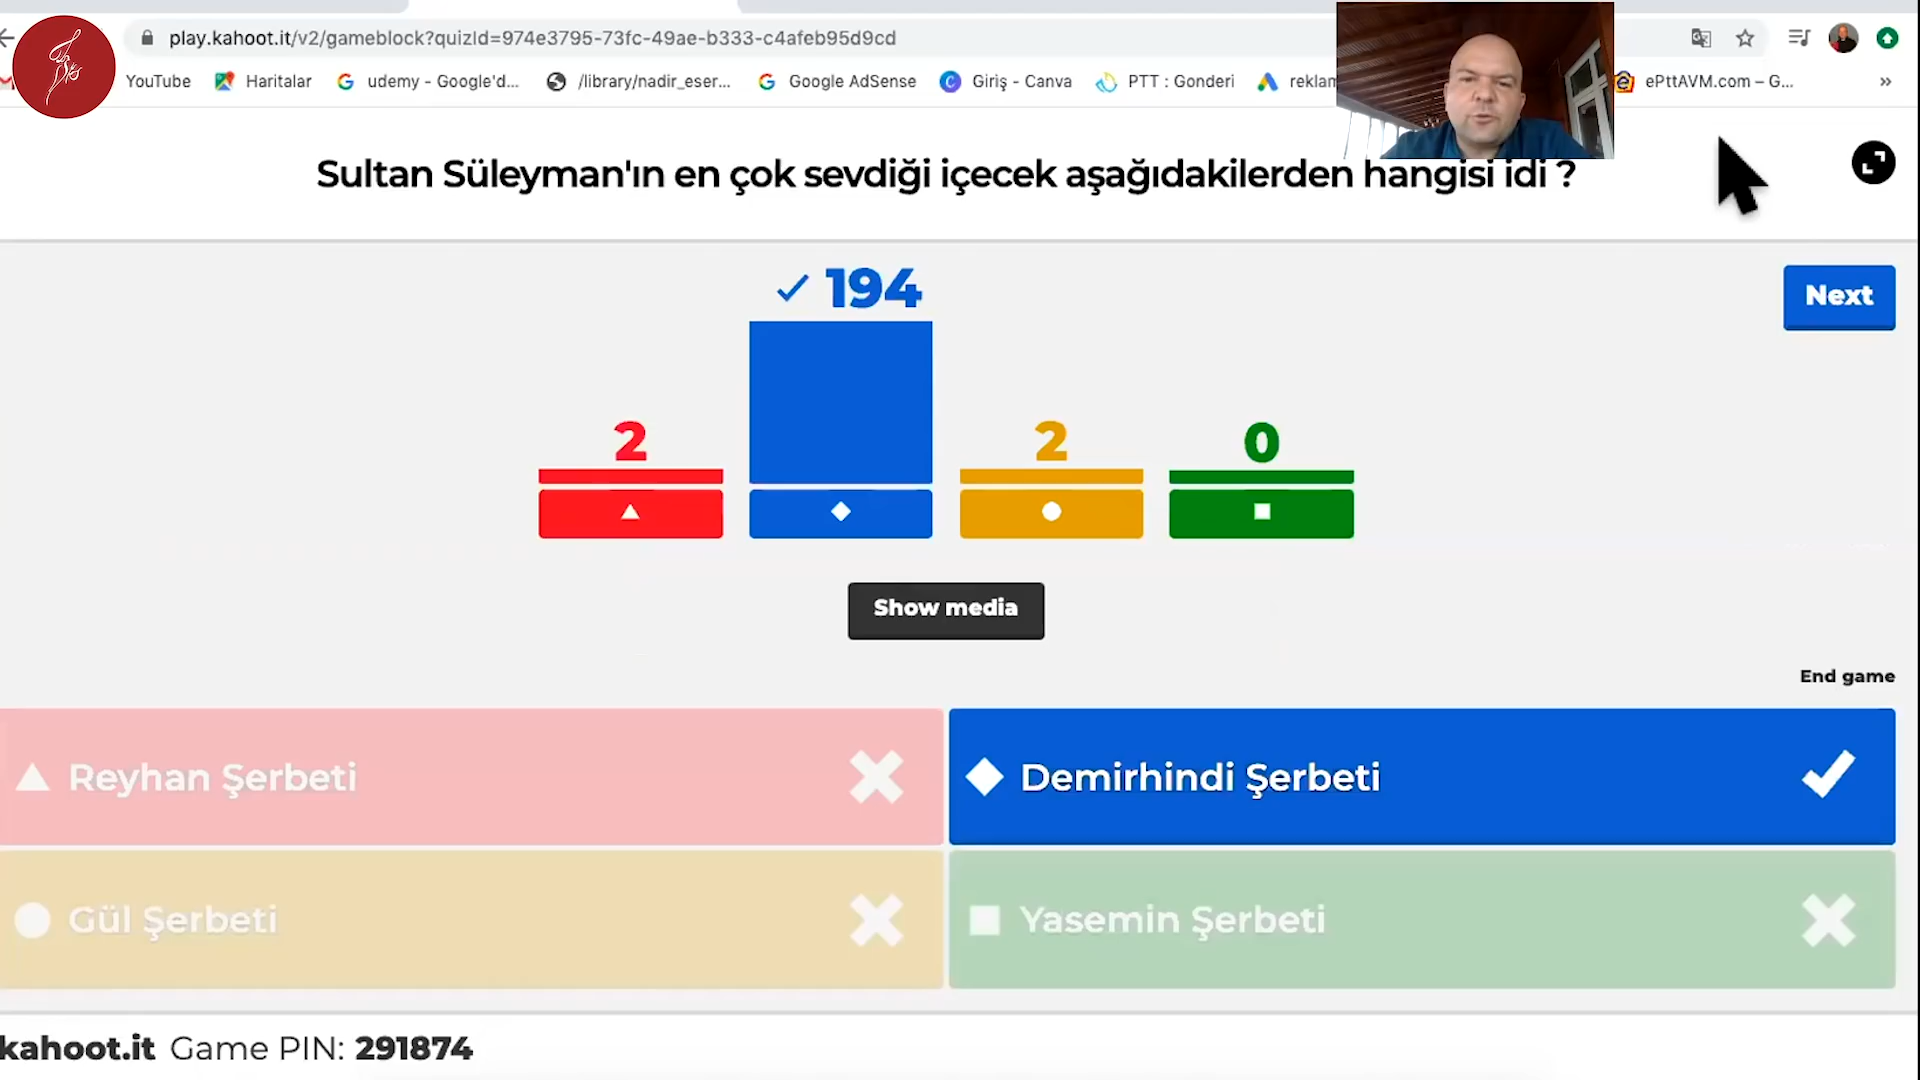 play.kahoot.it/v2/gameblock?quizId=974e3795-73fc-49ae-b333-c4afeb95d9cd
YouTube Haritalar udemy - Google'd... /library/nadir_eser... Google AdSense Giriş - Canva PTT : Gonderi reklam ePttAVM.com – G... »
Sultan Süleyman'ın en çok sevdiği içecek aşağıdakilerden hangisi idi ?
194
Next
2
2
0
Show media
End game
Reyhan Şerbeti
Demirhindi Şerbeti
Gül Şerbeti
Yasemin Şerbeti
kahoot.it Game PIN: 291874